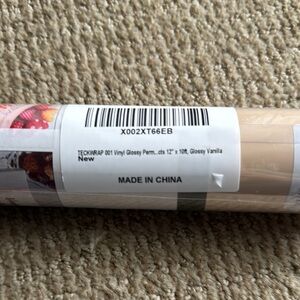 X002XT66EB
TECKWRAP 001 Vinyl Glossy Perm...cts 12" x 10ft, Glossy Vanilla
New
MADE IN CHINA